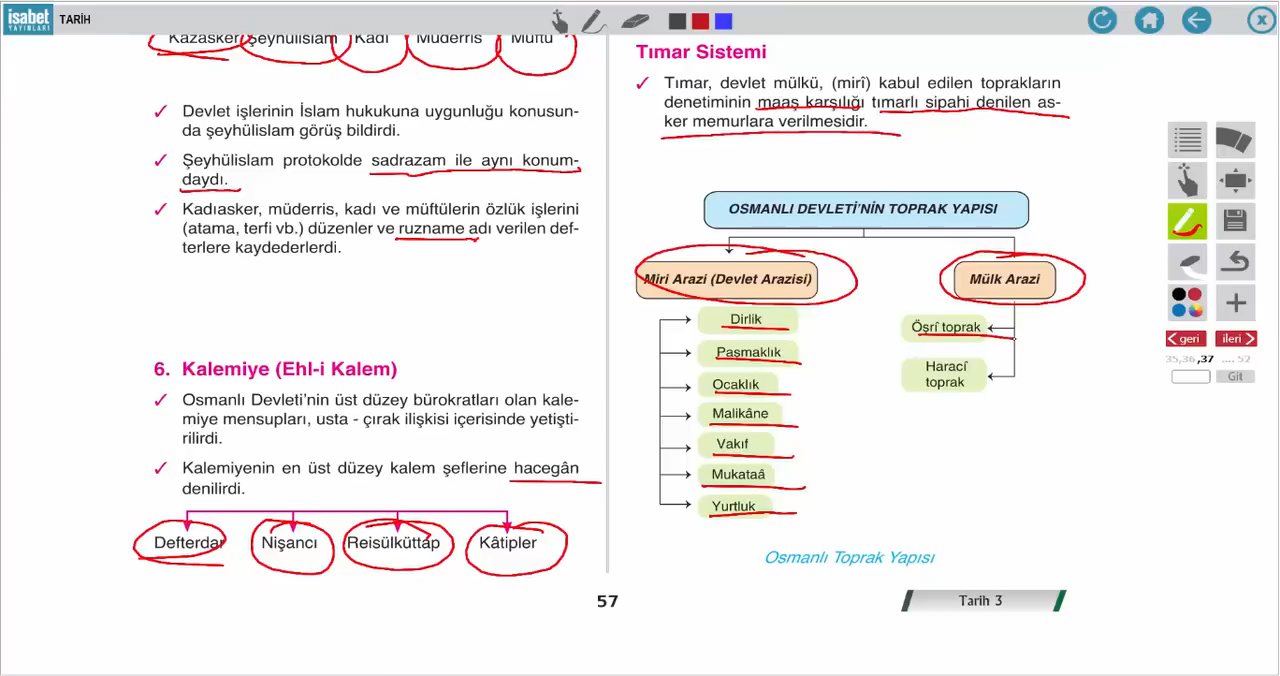 isabet
YAYINLARI
TARİH
Kazasker Şeyhülislam Kadı Müderris Müftü
✓ Devlet işlerinin İslam hukukuna uygunluğu konusun-
da şeyhülislam görüş bildirdi.
✓ Şeyhülislam protokolde sadrazam ile aynı konum-
daydı.
✓ Kadıasker, müderris, kadı ve müftülerin özlük işlerini
(atama, terfi vb.) düzenler ve ruzname adı verilen def-
terlere kaydederlerdi.
6. Kalemiye (Ehl-i Kalem)
✓ Osmanlı Devleti'nin üst düzey bürokratları olan kale-
miye mensupları, usta - çırak ilişkisi içerisinde yetişti-
rilirdi.
✓ Kalemiyenin en üst düzey kalem şeflerine hacegân
denilirdi.
Defterdar Nişancı Reisülküttap Kâtipler
Tımar Sistemi
✓ Tımar, devlet mülkü, (mirî) kabul edilen toprakların
denetiminin maaş karşılığı tımarlı sipahi denilen as-
ker memurlara verilmesidir.
OSMANLI DEVLETİ'NİN TOPRAK YAPISI
Miri Arazi (Devlet Arazisi)
Dirlik
Paşmaklık
Ocaklık
Malikâne
Vakıf
Mukataâ
Yurtluk
Mülk Arazi
Öşrî toprak
Haracî
toprak
Osmanlı Toprak Yapısı
57
Tarih 3
geri ileri
35,36,37 .... 52
Git